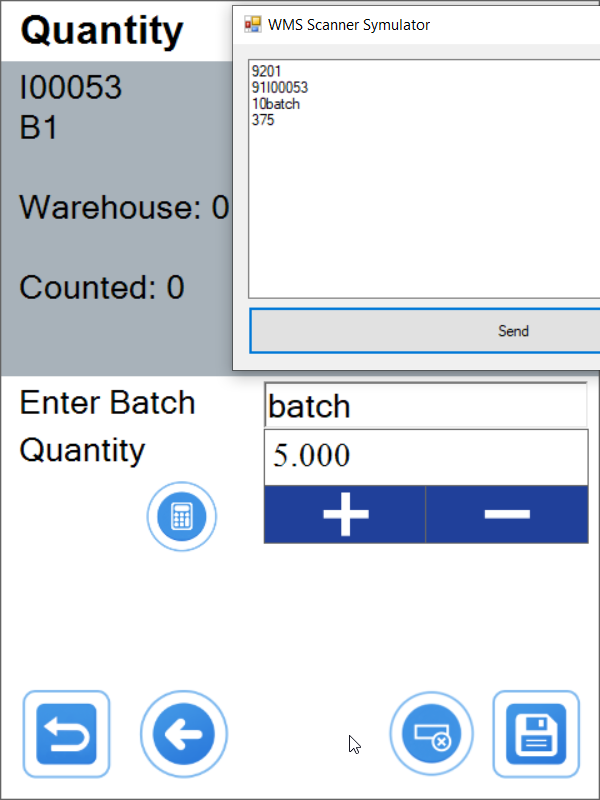 Quantity
WMS Scanner Symulator
I00053
B1
Warehouse: 0
Counted: 0
9201
91I00053
10batch
375
Send
Enter Batch
batch
Quantity
5.000